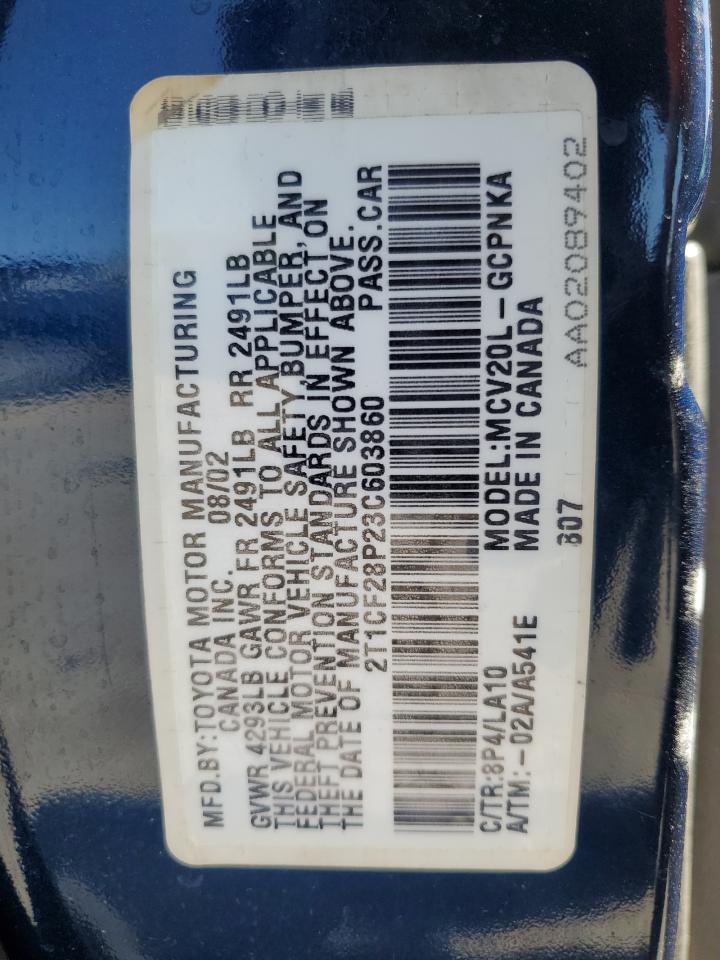 MFD.BY:TOYOTA MOTOR MANUFACTURING
CANADA INC. 08/02
GVWR 4293LB GAWR FR 2491LB RR 2491LB
THIS VEHICLE CONFORMS TO ALL APPLICABLE
FEDERAL MOTOR VEHICLE SAFETY, BUMPER, AND
THEFT PREVENTION STANDARDS IN EFFECT ON
THE DATE OF MANUFACTURE SHOWN ABOVE.
2T1CF28P23C603860 PASS.CAR
C/TR:8P4/LA10 MODEL:MCV20L-GCPNKA
A/TM:-02A/A541E MADE IN CANADA
607
AA02089402